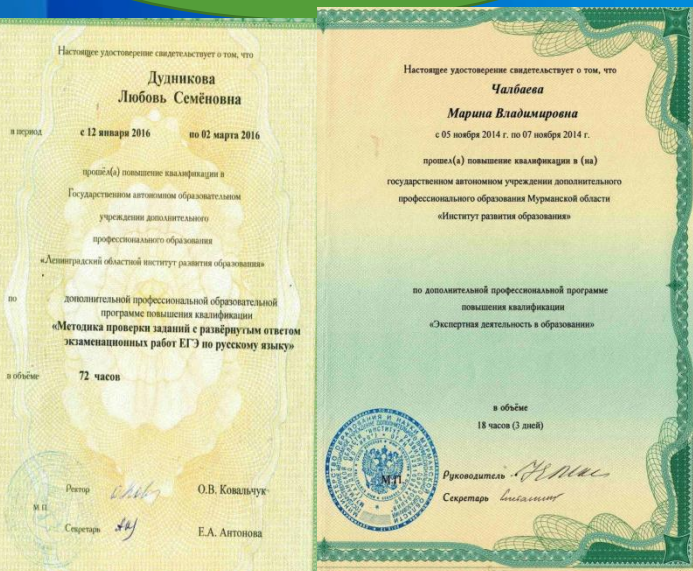 Настоящее удостоверение свидетельствует о том, что
Дудникова
Любовь Семёновна
в период с 12 января 2016 по 02 марта 2016
прошёл(а) повышение квалификации в
Государственном автономном образовательном
учреждении дополнительного
профессионального образования
«Ленинградский областной институт развития образования»
по дополнительной профессиональной образовательной
программе повышения квалификации
«Методика проверки заданий с развёрнутым ответом
экзаменационных работ ЕГЭ по русскому языку»
в объёме 72 часов
Ректор О.В. Ковальчук
М.П.
Секретарь Е.А. Антонова
Настоящее удостоверение свидетельствует о том, что
Чалбаева
Марина Владимировна
с 05 ноября 2014 г. по 07 ноября 2014 г.
прошел(а) повышение квалификации в (на)
государственном автономном учреждении дополнительного
профессионального образования Мурманской области
«Институт развития образования»
по дополнительной профессиональной программе
повышения квалификации
«Экспертная деятельность в образовании»
в объёме
18 часов (3 дней)
М.П.
Руководитель
Секретарь